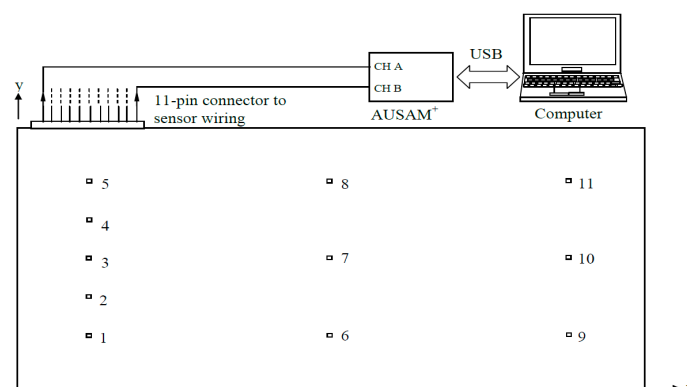 USB
CH A
CH B
y
11-pin connector to
sensor wiring
AUSAM+
Computer
5
8
11
4
3
7
10
2
1
6
9